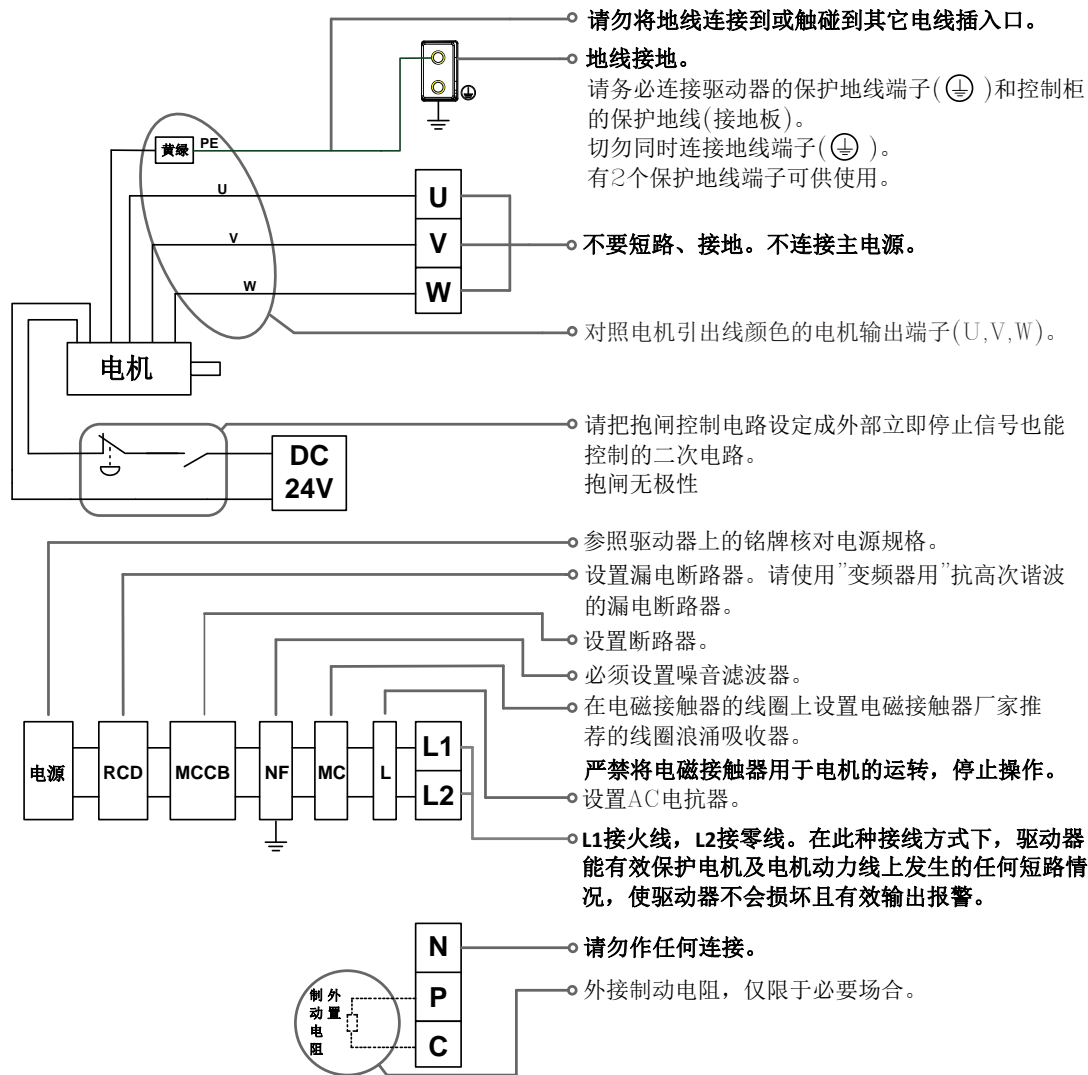 请勿将地线连接到或触碰到其它电线插入口。
地线接地。
请务必连接驱动器的保护地线端子( )和控制柜
的保护地线(接地板)。
切勿同时连接地线端子( )。
有2个保护地线端子可供使用。
黄绿
PE
U
V
W
U
V
W
不要短路、接地。不连接主电源。
对照电机引出线颜色的电机输出端子(U,V,W)。
电机
请把抱闸控制电路设定成外部立即停止信号也能
控制的二次电路。
抱闸无极性
DC
24V
参照驱动器上的铭牌核对电源规格。
设置漏电断路器。请使用”变频器用”抗高次谐波
的漏电断路器。
设置断路器。
必须设置噪音滤波器。
在电磁接触器的线圈上设置电磁接触器厂家推
荐的线圈浪涌吸收器。
严禁将电磁接触器用于电机的运转，停止操作。
设置AC电抗器。
电源
RCD
MCCB
NF
MC
L
L1
L2
L1接火线，L2接零线。在此种接线方式下，驱动器
能有效保护电机及电机动力线上发生的任何短路情
况，使驱动器不会损坏且有效输出报警。
N
P
C
请勿作任何连接。
外接制动电阻，仅限于必要场合。
外置
制动电阻